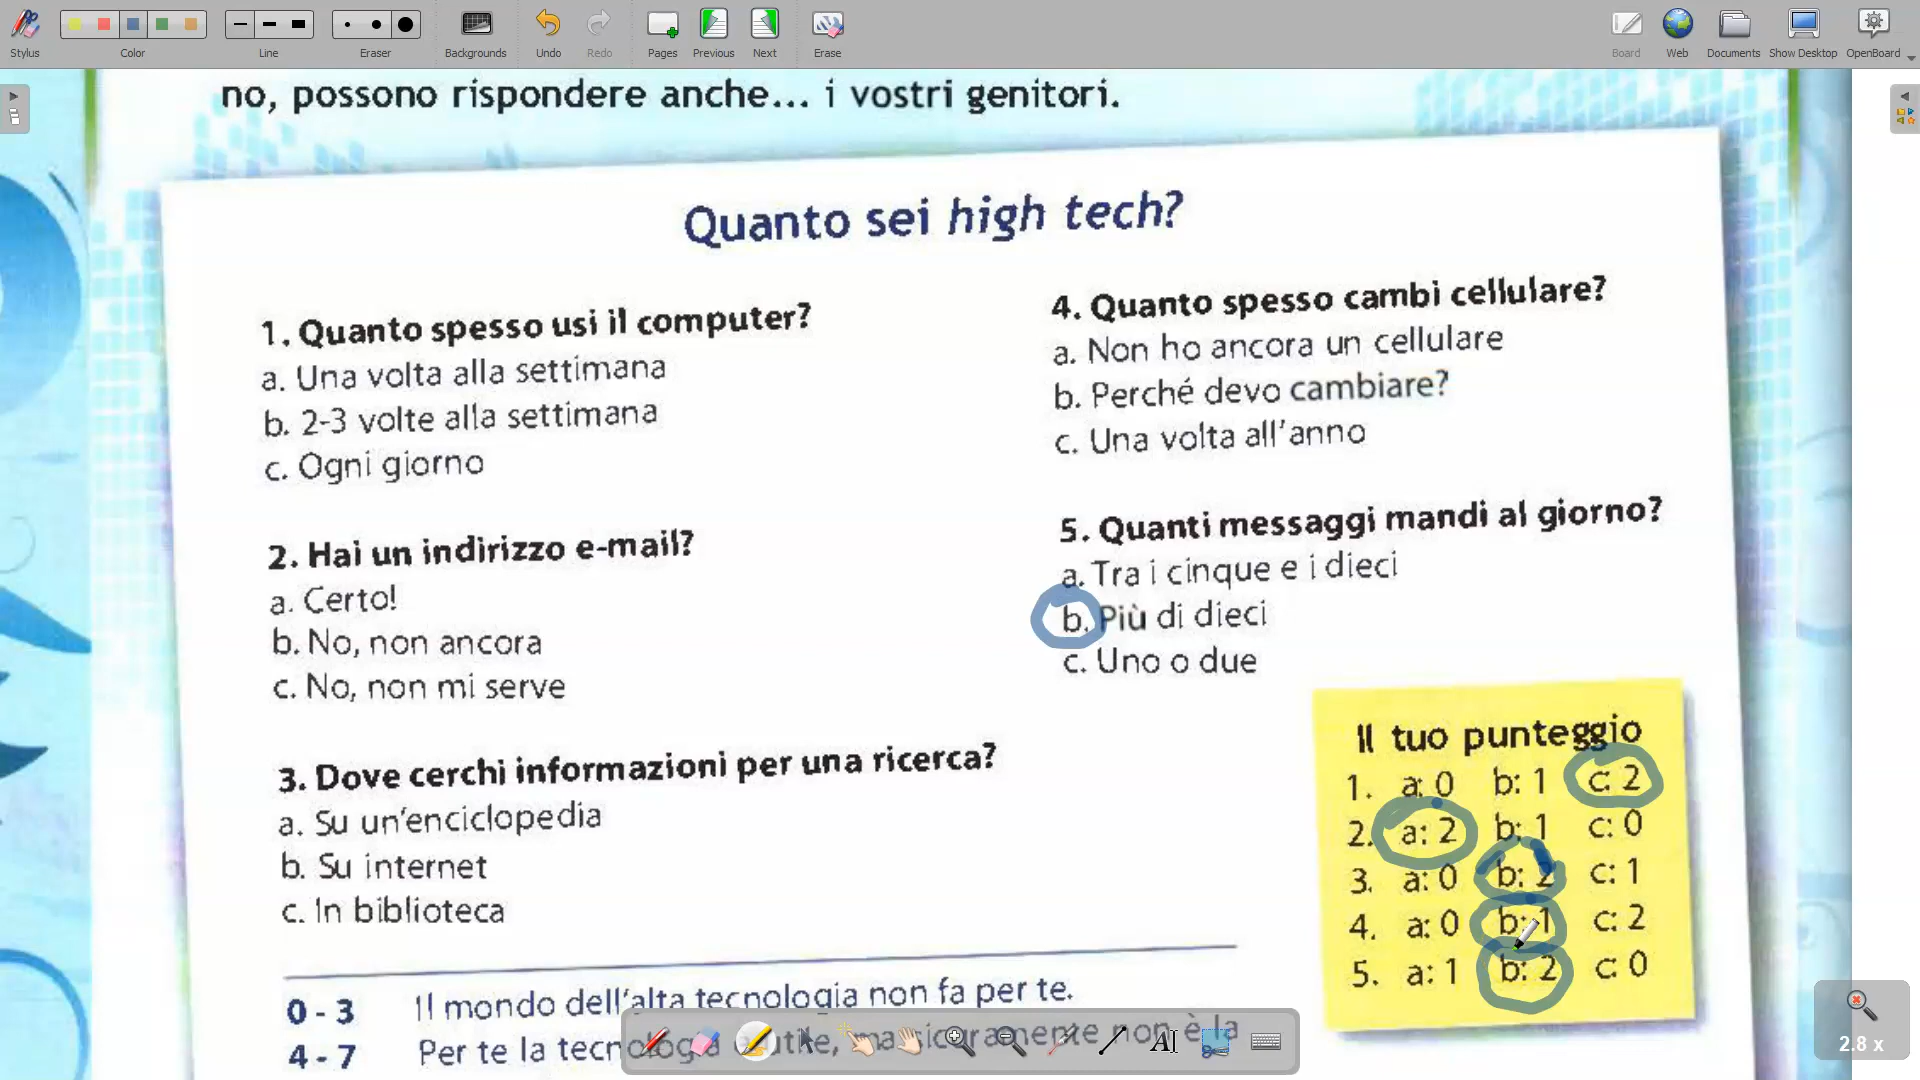 Stylus
Color
Line
Eraser
Backgrounds
Undo
Redo
Pages
Previous
Next
Erase
Board
Web
Documents
Show Desktop
OpenBoard
no, possono rispondere anche... i vostri genitori.
Quanto sei high tech?
1. Quanto spesso usi il computer?
a. Una volta alla settimana
b. 2-3 volte alla settimana
c. Ogni giorno
2. Hai un indirizzo e-mail?
a. Certo!
b. No, non ancora
c. No, non mi serve
3. Dove cerchi informazioni per una ricerca?
a. Su un'enciclopedia
b. Su internet
c. In biblioteca
4. Quanto spesso cambi cellulare?
a. Non ho ancora un cellulare
b. Perché devo cambiare?
c. Una volta all'anno
5. Quanti messaggi mandi al giorno?
a. Tra i cinque e i dieci
b. Più di dieci
c. Uno o due
Il tuo punteggio
1. a: 0 b: 1 c: 2
2. a: 2 b: 1 c: 0
3. a: 0 b: 2 c: 1
4. a: 0 b: 1 c: 2
5. a: 1 b: 2 c: 0
0 - 3 Il mondo dell'alta tecnologia non fa per te.
4 - 7 Per te la tecnologia è utile, ma sicuramente non è la
2.8 x